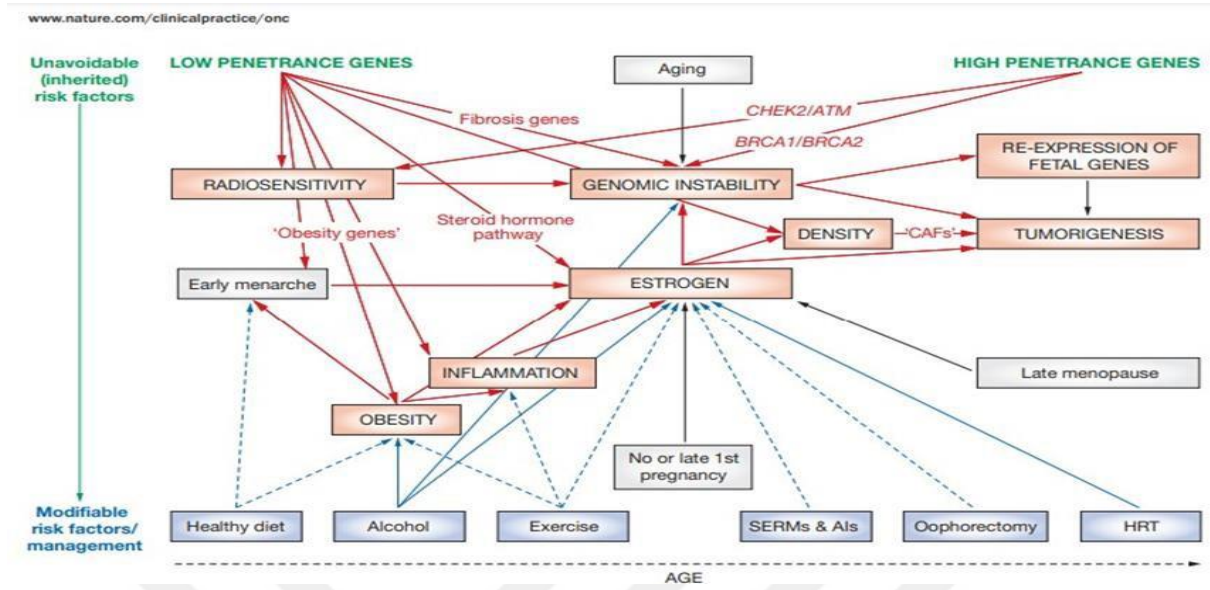 www.nature.com/clinicalpractice/onc
Unavoidable
(inherited)
risk factors
LOW PENETRANCE GENES
Aging
HIGH PENETRANCE GENES
Fibrosis genes
CHEK2/ATM
BRCA1/BRCA2
RE-EXPRESSION OF
FETAL GENES
RADIOSENSITIVITY
GENOMIC INSTABILITY
'Obesity genes'
Steroid hormone
pathway
DENSITY
'CAFs'
TUMORIGENESIS
Early menarche
ESTROGEN
INFLAMMATION
Late menopause
OBESITY
No or late 1st
pregnancy
Modifiable
risk factors/
management
Healthy diet
Alcohol
Exercise
SERMs & AIs
Oophorectomy
HRT
AGE